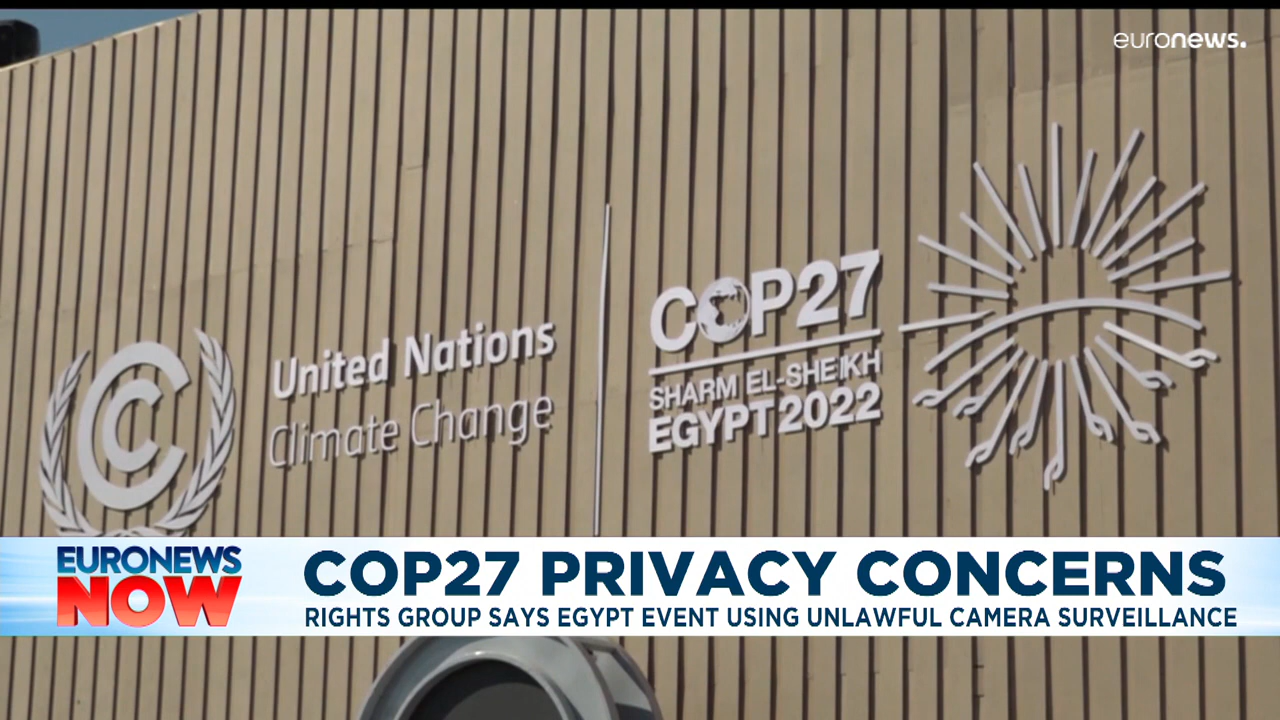 euronews.
COP27
SHARM EL-SHEIKH
EGYPT 2022
United Nations
Climate Change
EURONEWS
NOW
COP27 PRIVACY CONCERNS
RIGHTS GROUP SAYS EGYPT EVENT USING UNLAWFUL CAMERA SURVEILLANCE